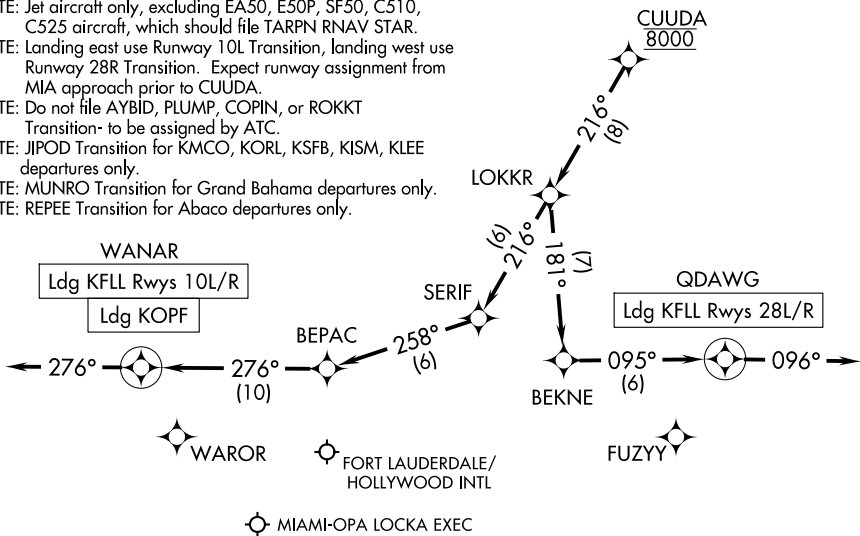 TE: Jet aircraft only, excluding EA50, E50P, SF50, C510,
C525 aircraft, which should file TARPN RNAV STAR.
TE: Landing east use Runway 10L Transition, landing west use
Runway 28R Transition. Expect runway assignment from
MIA approach prior to CUUDA.
TE: Do not file AYBID, PLUMP, COPIN, or ROKKT
Transition- to be assigned by ATC.
TE: JIPOD Transition for KMCO, KORL, KSFB, KISM, KLEE
departures only.
TE: MUNRO Transition for Grand Bahama departures only.
TE: REPEE Transition for Abaco departures only.
CUUDA
8000
216°
(8)
LOKKR
216°
(6)
181°
(7)
WANAR
Ldg KFLL Rwys 10L/R
Ldg KOPF
SERIF
QDAWG
Ldg KFLL Rwys 28L/R
BEPAC
258°
(6)
276°
276°
(10)
BEKNE
095°
(6)
096°
WAROR
FORT LAUDERDALE/
HOLLYWOOD INTL
FUZYY
MIAMI-OPA LOCKA EXEC